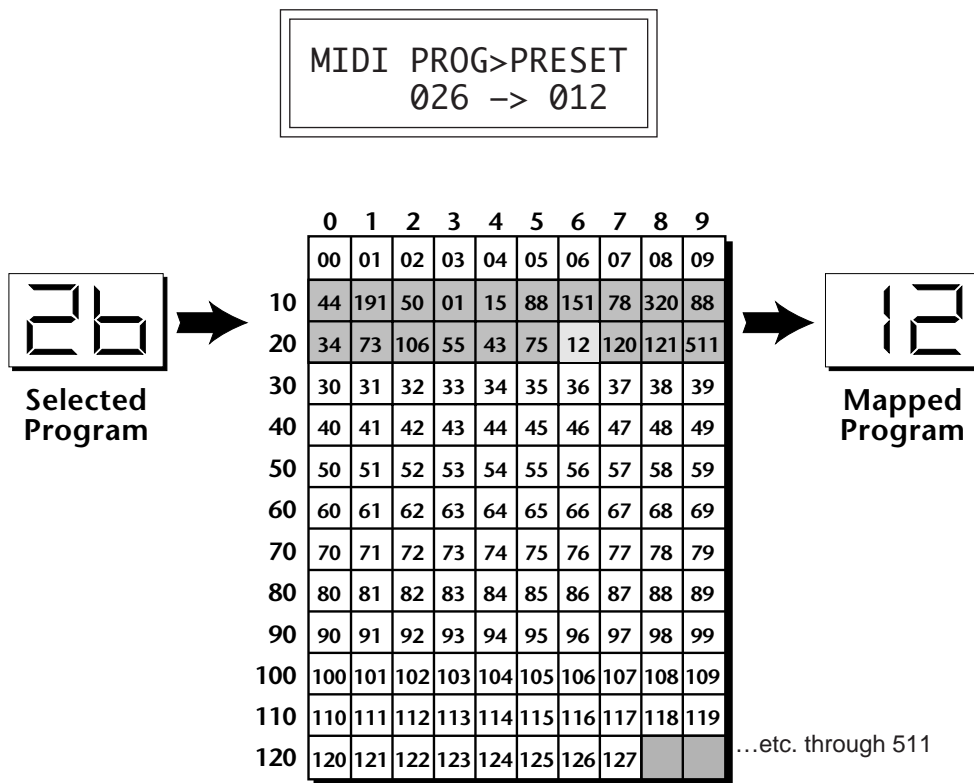 MIDI PROG>PRESET
026 –> 012
0 1 2 3 4 5 6 7 8 9
00 01 02 03 04 05 06 07 08 09
10 44 191 50 01 15 88 151 78 320 88
20 34 73 106 55 43 75 12 120 121 511
30 30 31 32 33 34 35 36 37 38 39
40 40 41 42 43 44 45 46 47 48 49
50 50 51 52 53 54 55 56 57 58 59
60 60 61 62 63 64 65 66 67 68 69
70 70 71 72 73 74 75 76 77 78 79
80 80 81 82 83 84 85 86 87 88 89
90 90 91 92 93 94 95 96 97 98 99
100 100 101 102 103 104 105 106 107 108 109
110 110 111 112 113 114 115 116 117 118 119
120 120 121 122 123 124 125 126 127
…etc. through 511
26
Selected
Program
12
Mapped
Program